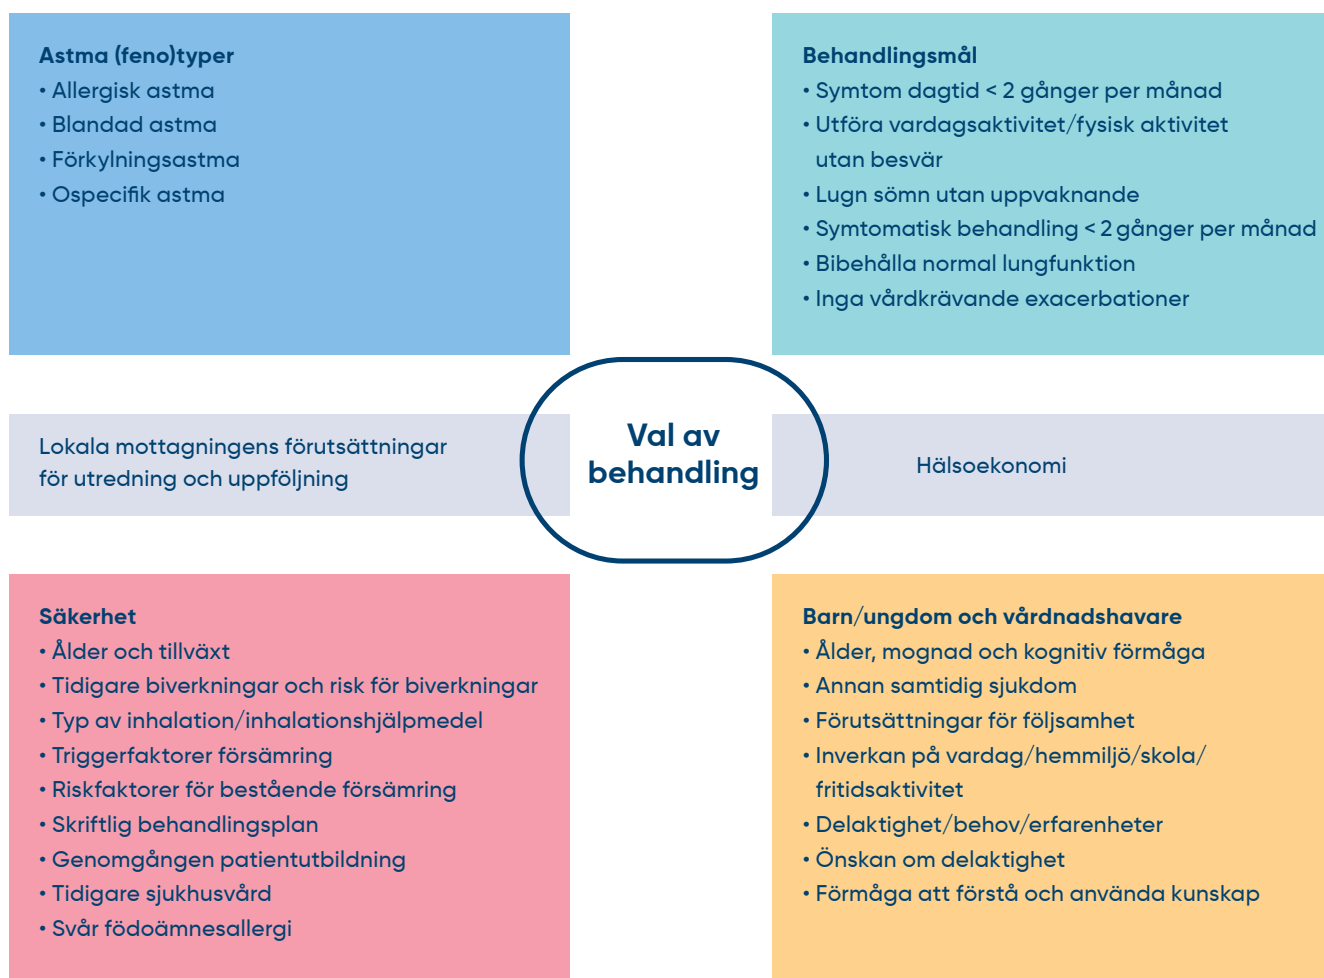 Astma (feno)typer
• Allergisk astma
• Blandad astma
• Förkylningsastma
• Ospecifik astma
Behandlingsmål
• Symtom dagtid < 2 gånger per månad
• Utföra vardagsaktivitet/fysisk aktivitet
utan besvär
• Lugn sömn utan uppvaknande
• Symtomatisk behandling < 2 gånger per månad
• Bibehålla normal lungfunktion
• Inga vårdkrävande exacerbationer
Lokala mottagningens förutsättningar
för utredning och uppföljning
Val av
behandling
Hälsoekonomi
Säkerhet
• Ålder och tillväxt
• Tidigare biverkningar och risk för biverkningar
• Typ av inhalation/inhalationshjälpmedel
• Triggerfaktorer försämring
• Riskfaktorer för bestående försämring
• Skriftlig behandlingsplan
• Genomgången patientutbildning
• Tidigare sjukhusvård
• Svår födoämnesallergi
Barn/ungdom och vårdnadshavare
• Ålder, mognad och kognitiv förmåga
• Annan samtidig sjukdom
• Förutsättningar för följsamhet
• Inverkan på vardag/hemmiljö/skola/
fritidsaktivitet
• Delaktighet/behov/erfarenheter
• Önskan om delaktighet
• Förmåga att förstå och använda kunskap